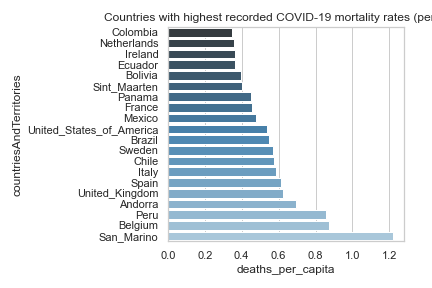 Countries with highest recorded COVID-19 mortality rates (per
Colombia
Netherlands
Ireland
Ecuador
Bolivia
Sint_Maarten
Panama
France
Mexico
United_States_of_America
Brazil
Sweden
Chile
Italy
Spain
United_Kingdom
Andorra
Peru
Belgium
San_Marino
countriesAndTerritories
0.0 0.2 0.4 0.6 0.8 1.0 1.2
deaths_per_capita